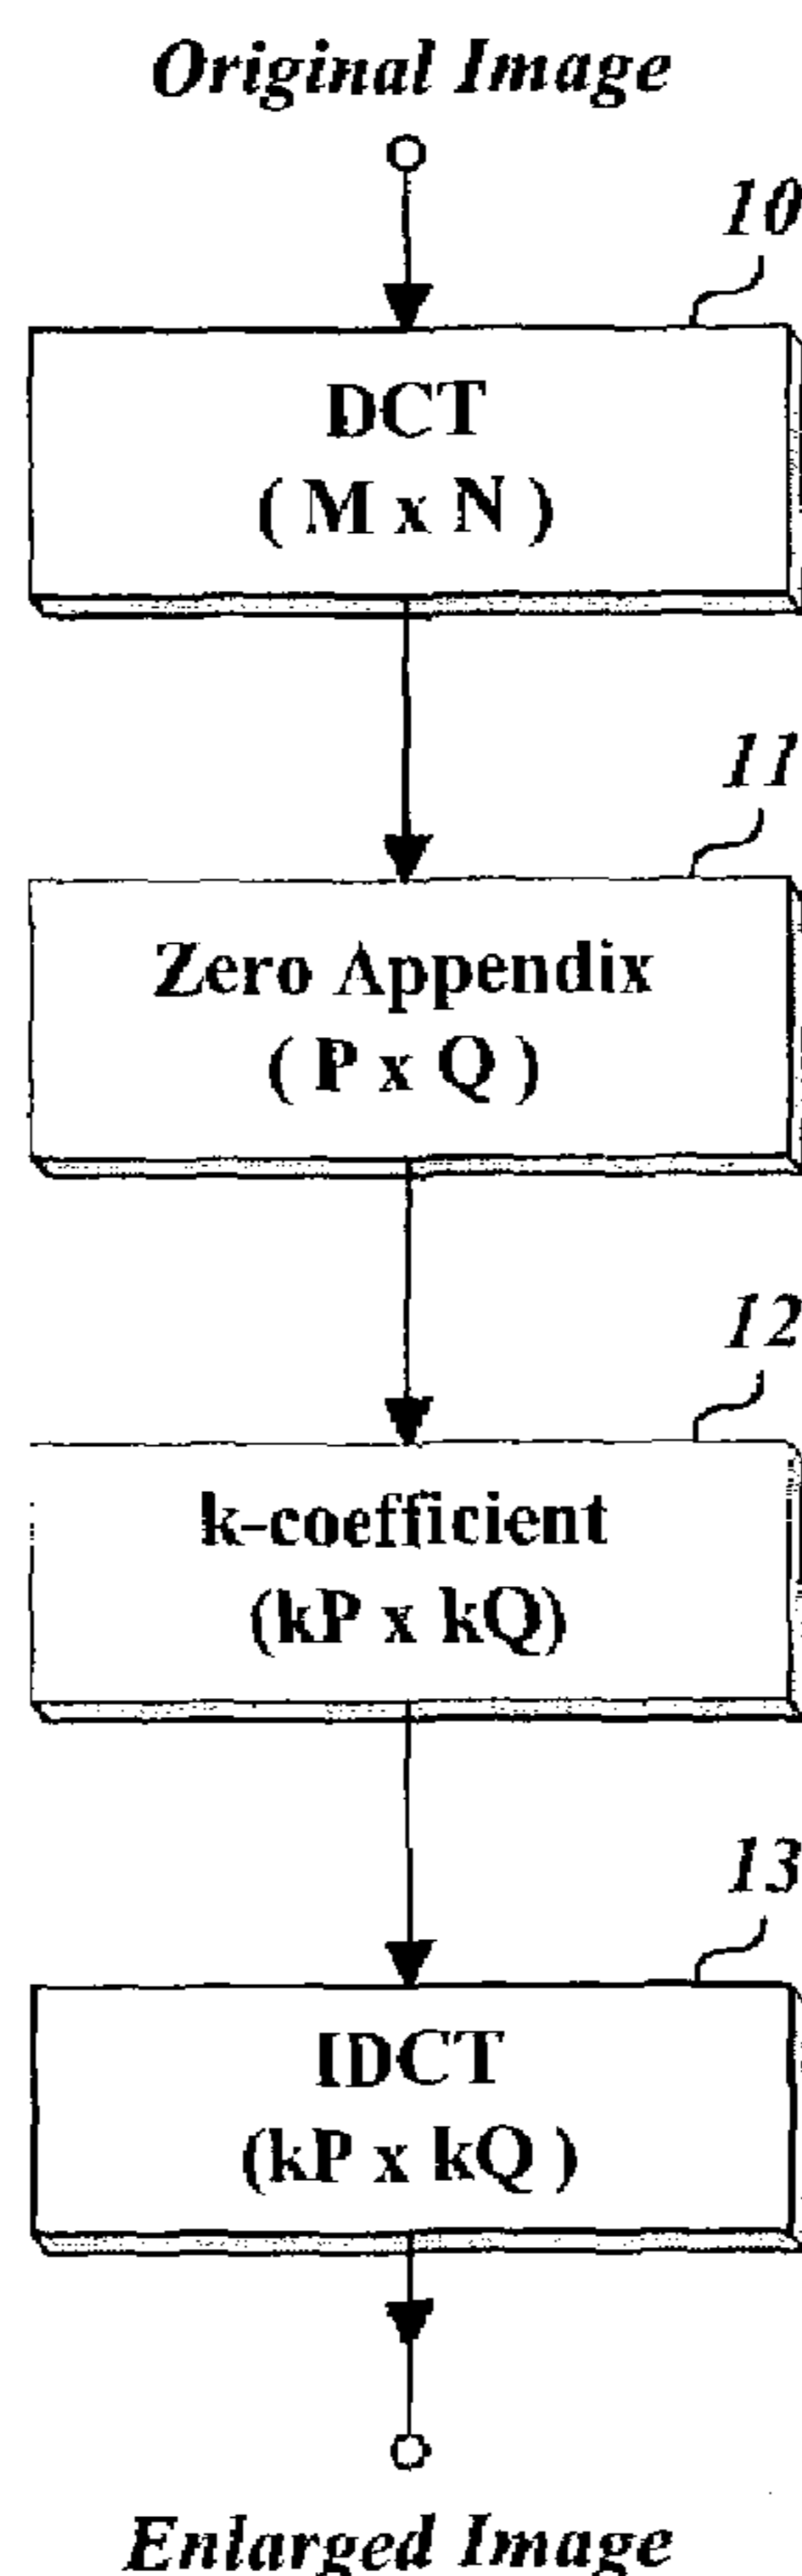 Original Image
10
DCT
( M x N )
11
Zero Appendix
( P x Q )
12
k-coefficient
(kP x kQ)
13
IDCT
(kP x kQ )
Enlarged Image